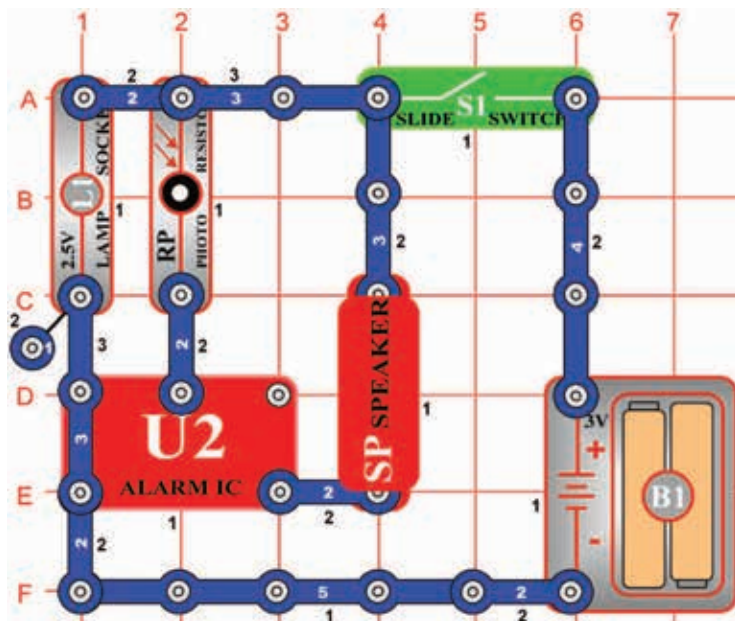 1 2 3 4 5 6 7
A
2 3
2 3
S1
SLIDE SWITCH
1
B
2.5V
L1
LAMP SOCKET
1
RP
PHOTO RESISTOR
1
3 2
4 2
C
2
1
3
2 2
D
3
U2
ALARM IC
1
SP SPEAKER
1
3V
+
-
B1
1
E
2
2
2 2
F
5
1
2
2